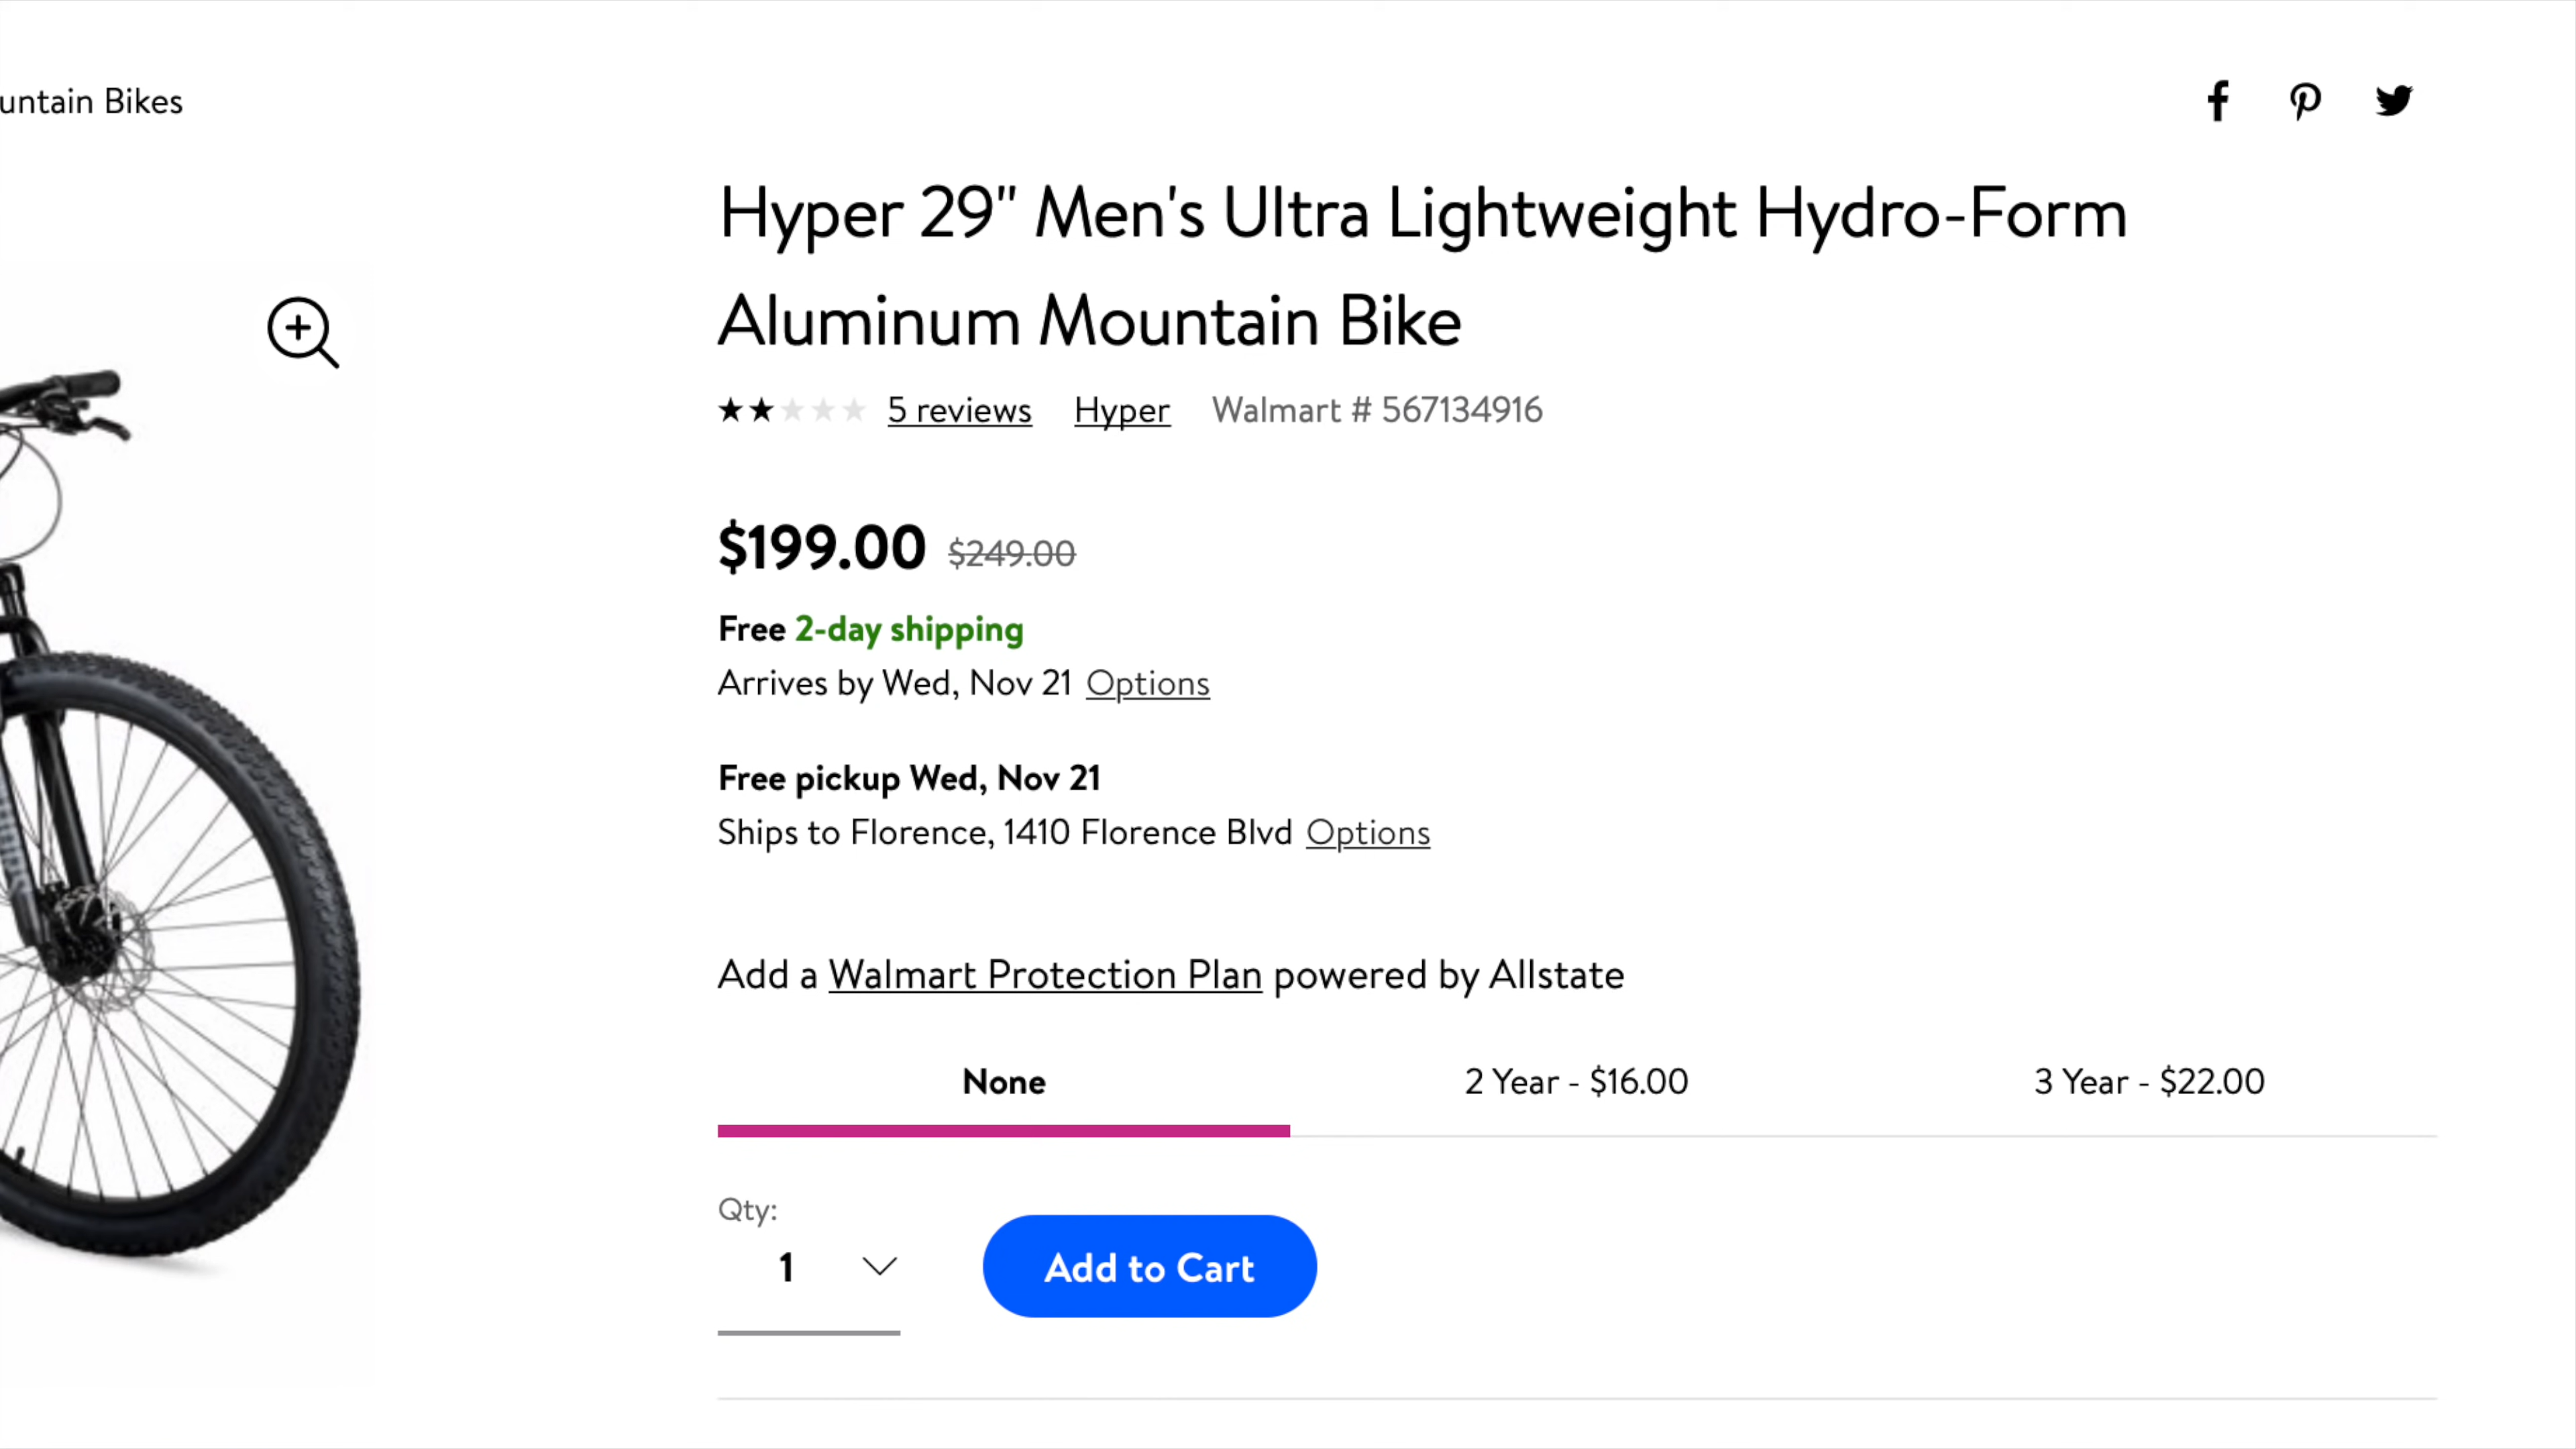 untain Bikes
Hyper 29" Men's Ultra Lightweight Hydro-Form
Aluminum Mountain Bike
5 reviews Hyper Walmart # 567134916
$199.00 $249.00
Free 2-day shipping
Arrives by Wed, Nov 21 Options
Free pickup Wed, Nov 21
Ships to Florence, 1410 Florence Blvd Options
Add a Walmart Protection Plan powered by Allstate
None 2 Year - $16.00 3 Year - $22.00
Qty:
1 Add to Cart